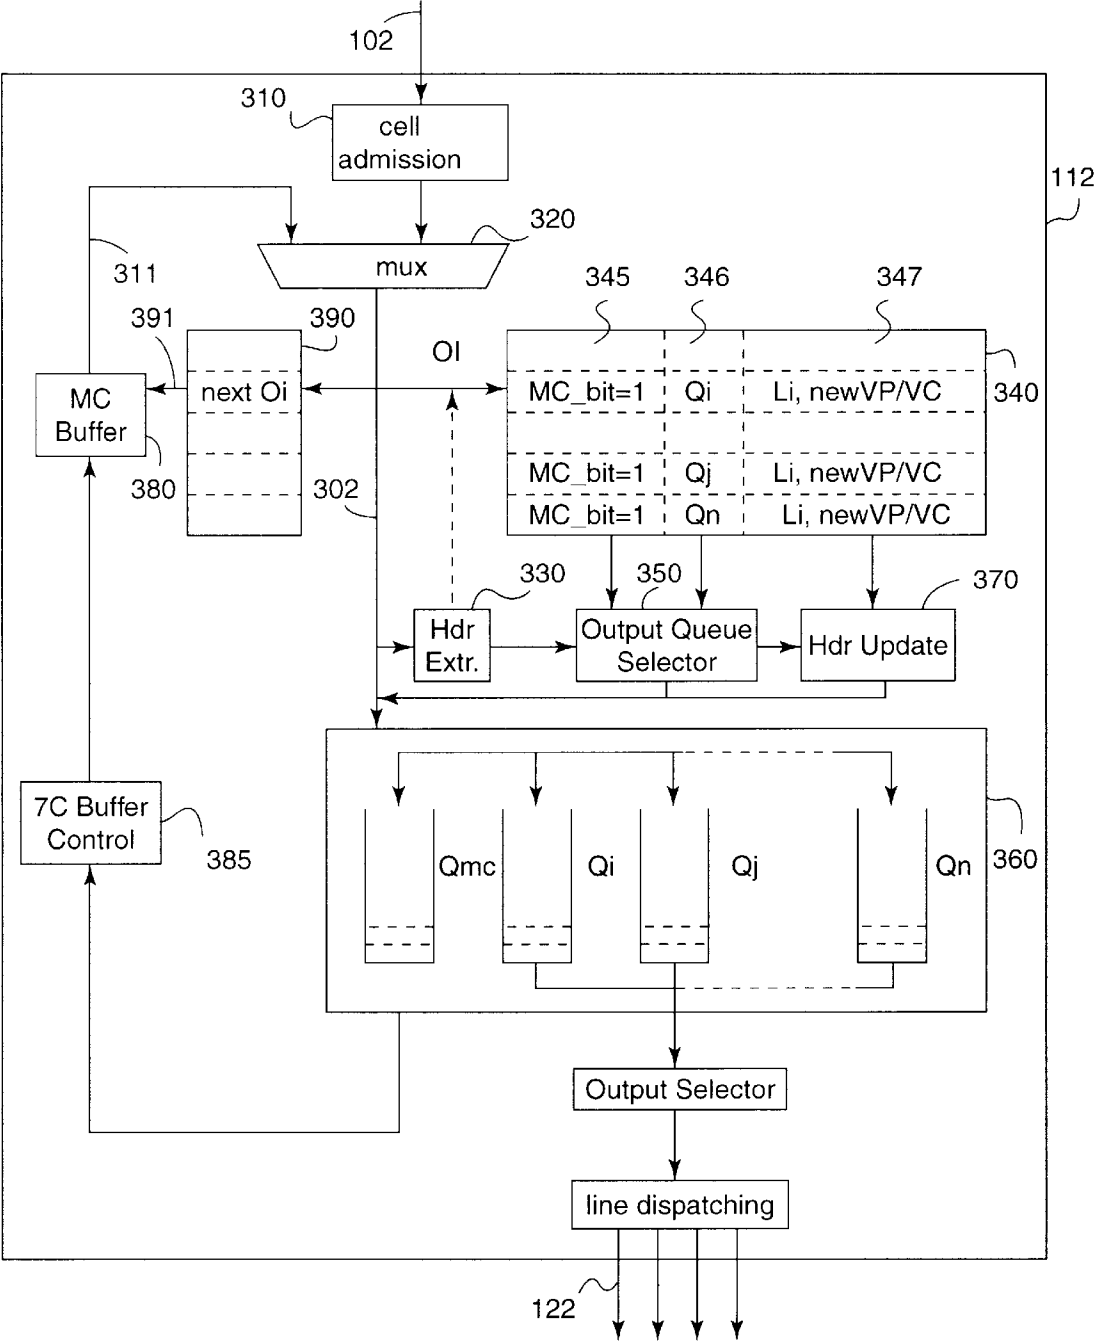 102
310
cell
admission
112
320
mux
311
345
346
347
391
390
OI
340
MC
Buffer
next Oi
MC_bit=1 Qi Li, newVP/VC
MC_bit=1 Qj Li, newVP/VC
MC_bit=1 Qn Li, newVP/VC
380
302
330
350
370
Hdr
Extr.
Output Queue
Selector
Hdr Update
7C Buffer
Control
385
360
Qmc
Qi
Qj
Qn
Output Selector
line dispatching
122